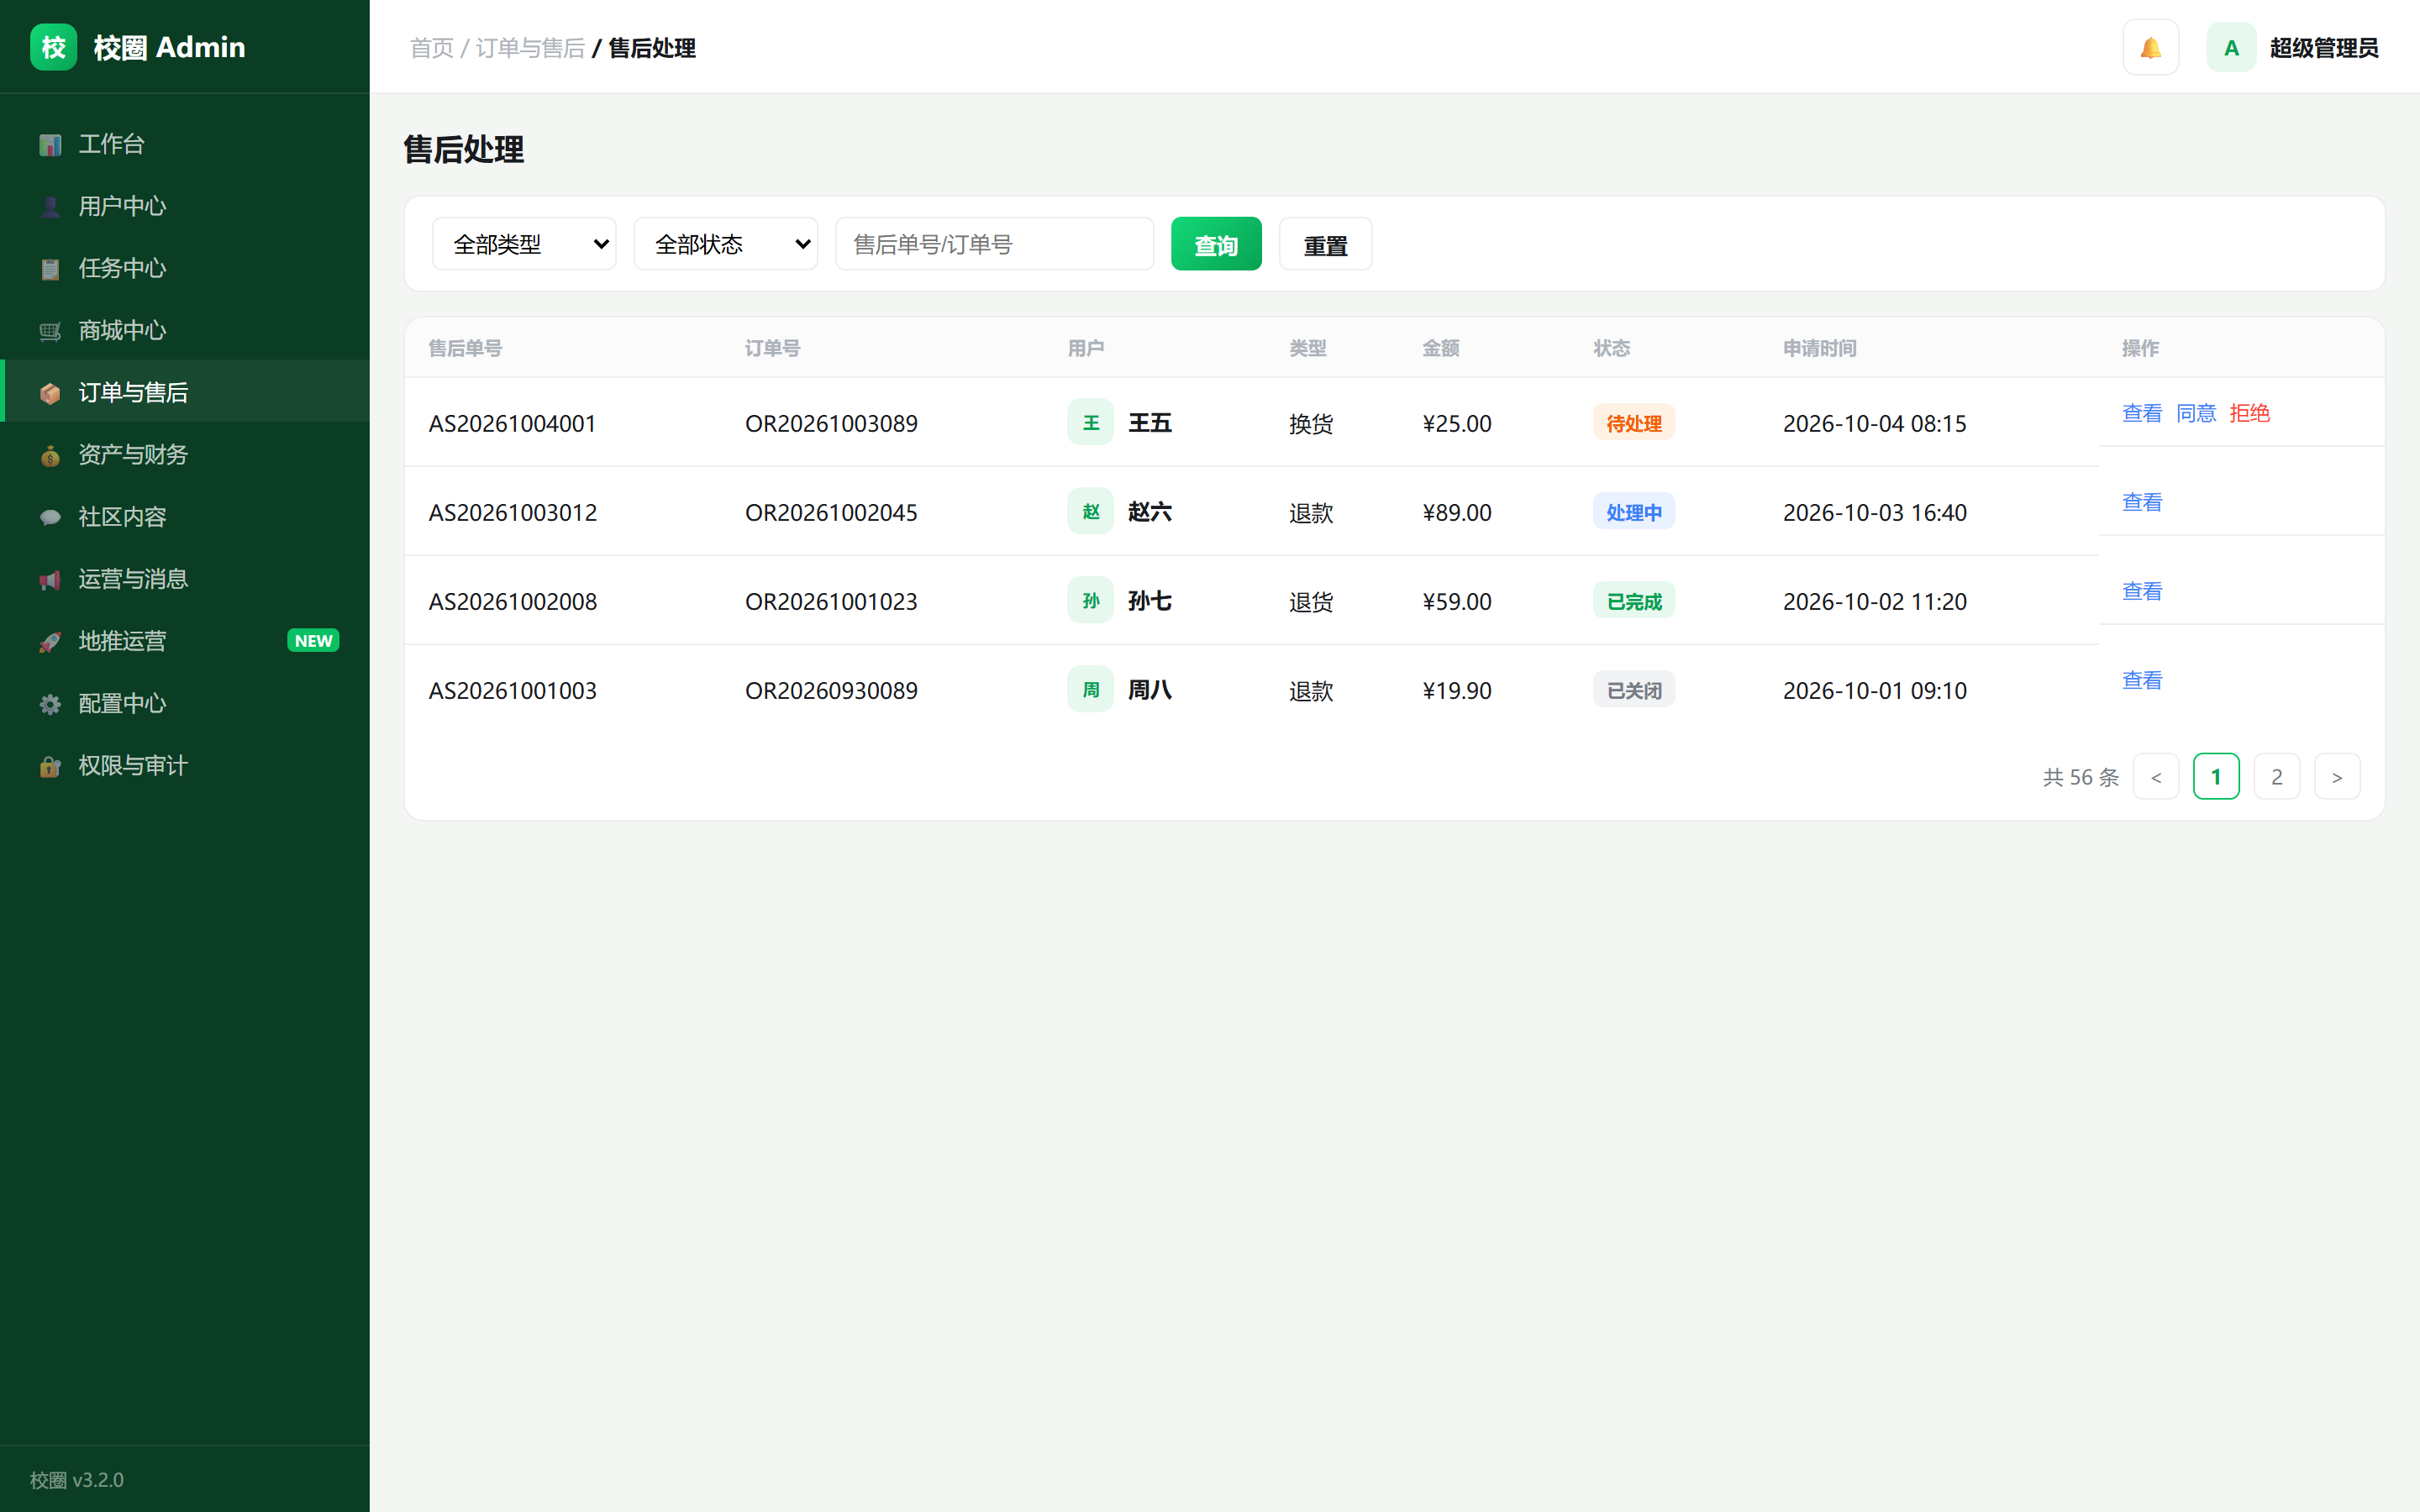 校 校圈 Admin
首页 / 订单与售后 / 售后处理
A 超级管理员
工作台
用户中心
任务中心
商城中心
订单与售后
资产与财务
社区内容
运营与消息
地推运营 NEW
配置中心
权限与审计
校圈 v3.2.0
售后处理
全部类型 全部状态 售后单号/订单号 查询 重置
售后单号 订单号 用户 类型 金额 状态 申请时间 操作
AS20261004001 OR20261003089 王 王五 换货 ¥25.00 待处理 2026-10-04 08:15 查看 同意 拒绝
AS20261003012 OR20261002045 赵 赵六 退款 ¥89.00 处理中 2026-10-03 16:40 查看
AS20261002008 OR20261001023 孙 孙七 退货 ¥59.00 已完成 2026-10-02 11:20 查看
AS20261001003 OR20260930089 周 周八 退款 ¥19.90 已关闭 2026-10-01 09:10 查看
共 56 条 < 1 2 >